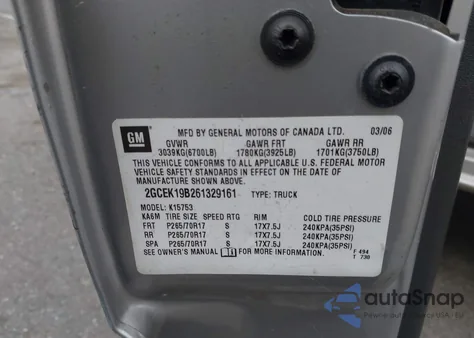 GM
MFD BY GENERAL MOTORS OF CANADA LTD. 03/06
GVWR GAWR FRT GAWR RR
3039KG(6700LB) 1780KG(3925LB) 1701KG(3750LB)
THIS VEHICLE CONFORMS TO ALL APPLICABLE U.S. FEDERAL MOTOR
VEHICLE SAFETY STANDARDS IN EFFECT ON THE DATE OF
MANUFACTURE SHOWN ABOVE.
2GCEK19B261329161 TYPE: TRUCK
MODEL: K15753
KA6M TIRE SIZE SPEED RTG RIM COLD TIRE PRESSURE
FRT P265/70R17 S 17X7.5J 240KPA(35PSI)
RR P265/70R17 S 17X7.5J 240KPA(35PSI)
SPA P265/70R17 S 17X7.5J 240KPA(35PSI)
SEE OWNER'S MANUAL FOR MORE INFORMATION. F 494
T 730
autoSnap